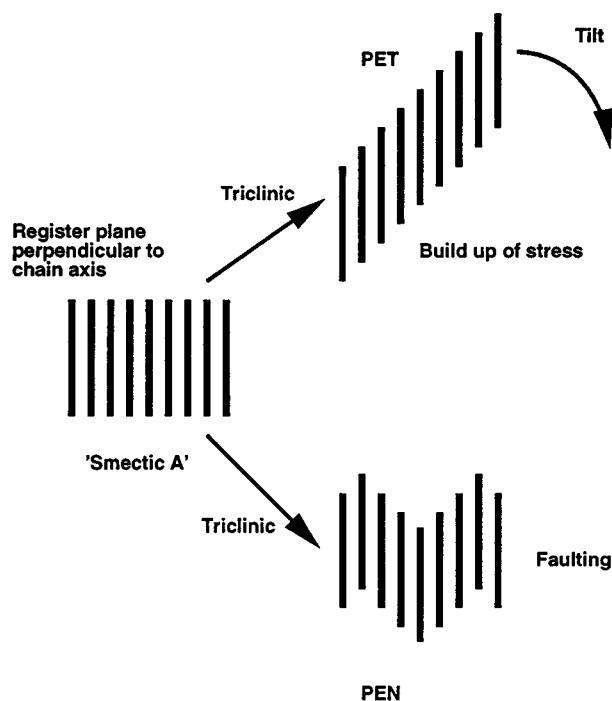 Tilt
PET
Triclinic
Register plane
perpendicular to
chain axis
Build up of stress
'Smectic A'
Triclinic
Faulting
PEN